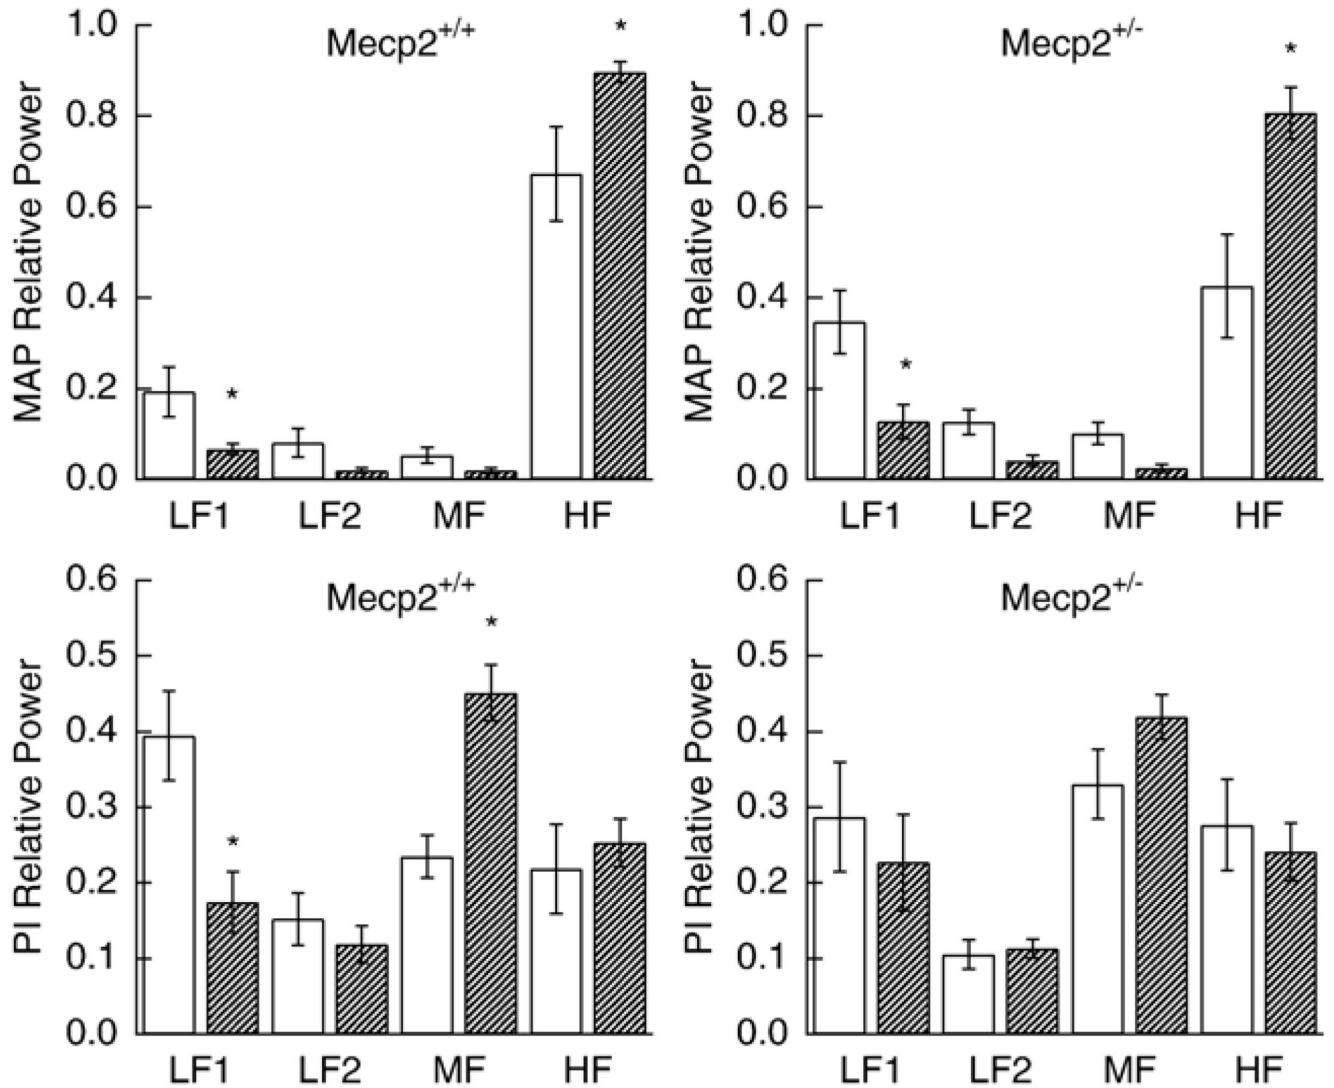 Mecp2+/+
MAP Relative Power
1.0
0.8
0.6
0.4
0.2
0.0
*
*
LF1 LF2 MF HF
Mecp2+/-
MAP Relative Power
1.0
0.8
0.6
0.4
0.2
0.0
*
*
LF1 LF2 MF HF
Mecp2+/+
PI Relative Power
0.6
0.5
0.4
0.3
0.2
0.1
0.0
*
*
LF1 LF2 MF HF
Mecp2+/-
PI Relative Power
0.6
0.5
0.4
0.3
0.2
0.1
0.0
LF1 LF2 MF HF